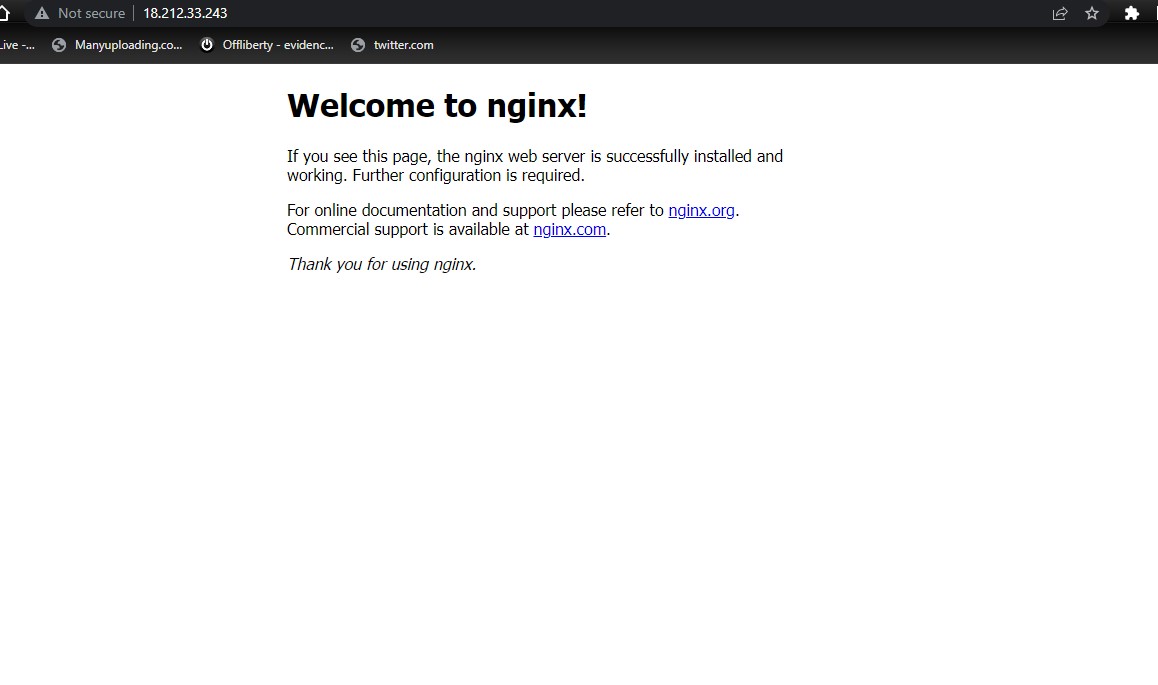 Not secure 18.212.33.243
Live -... Manyuploading.co... Offliberty - evidenc... twitter.com
Welcome to nginx!
If you see this page, the nginx web server is successfully installed and
working. Further configuration is required.
For online documentation and support please refer to nginx.org.
Commercial support is available at nginx.com.
Thank you for using nginx.